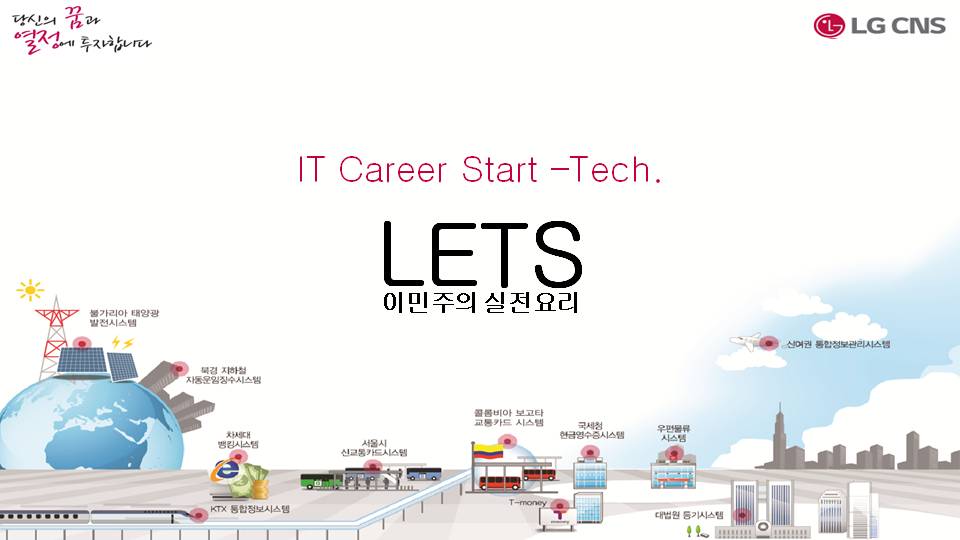 당신의 꿈과
열정에 투자합니다
LG CNS
IT Career Start -Tech.
LETS
이민주의 실전요리
불가리아 태양광
발전시스템
북경 지하철
자동운임징수시스템
신여권 통합정보관리시스템
차세대
뱅킹시스템
서울시
신교통카드시스템
콜롬비아 보고타
교통카드 시스템
국세청
현금영수증시스템
우편물류
시스템
KTX 통합정보시스템
T-money
T
money
대법원 등기시스템